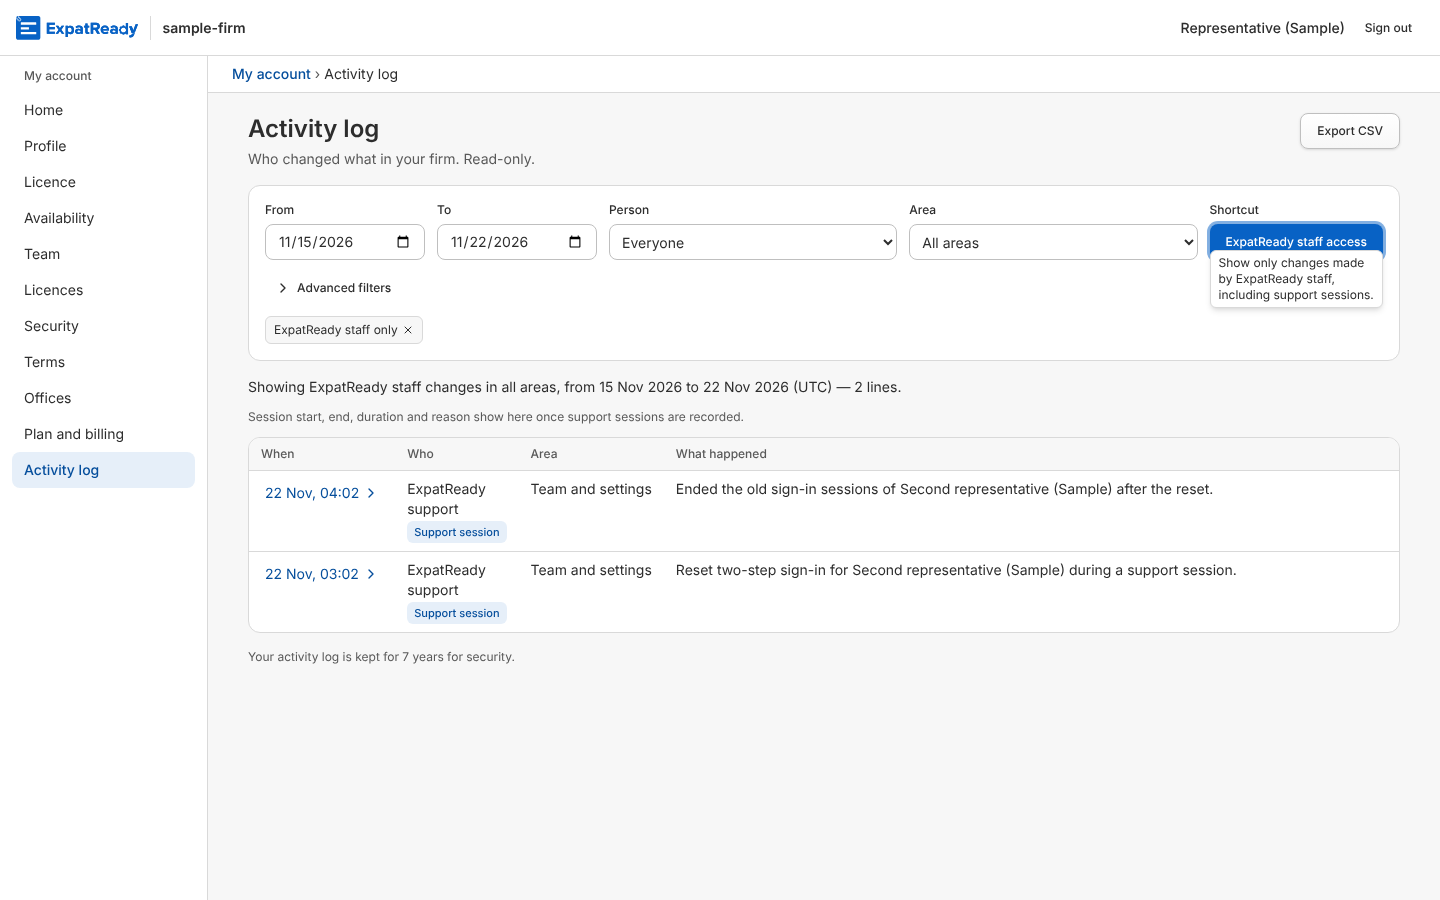 ExpatReady
sample-firm
Representative (Sample)
Sign out
My account
Home
Profile
Licence
Availability
Team
Licences
Security
Terms
Offices
Plan and billing
Activity log
My account › Activity log
Activity log
Who changed what in your firm. Read-only.
Export CSV
From
To
Person
Area
Shortcut
11/15/2026
11/22/2026
Everyone
All areas
ExpatReady staff access
Show only changes made
by ExpatReady staff,
including support sessions.
Advanced filters
ExpatReady staff only ×
Showing ExpatReady staff changes in all areas, from 15 Nov 2026 to 22 Nov 2026 (UTC) — 2 lines.
Session start, end, duration and reason show here once support sessions are recorded.
When
Who
Area
What happened
22 Nov, 04:02
ExpatReady
support
Support session
Team and settings
Ended the old sign-in sessions of Second representative (Sample) after the reset.
22 Nov, 03:02
ExpatReady
support
Support session
Team and settings
Reset two-step sign-in for Second representative (Sample) during a support session.
Your activity log is kept for 7 years for security.